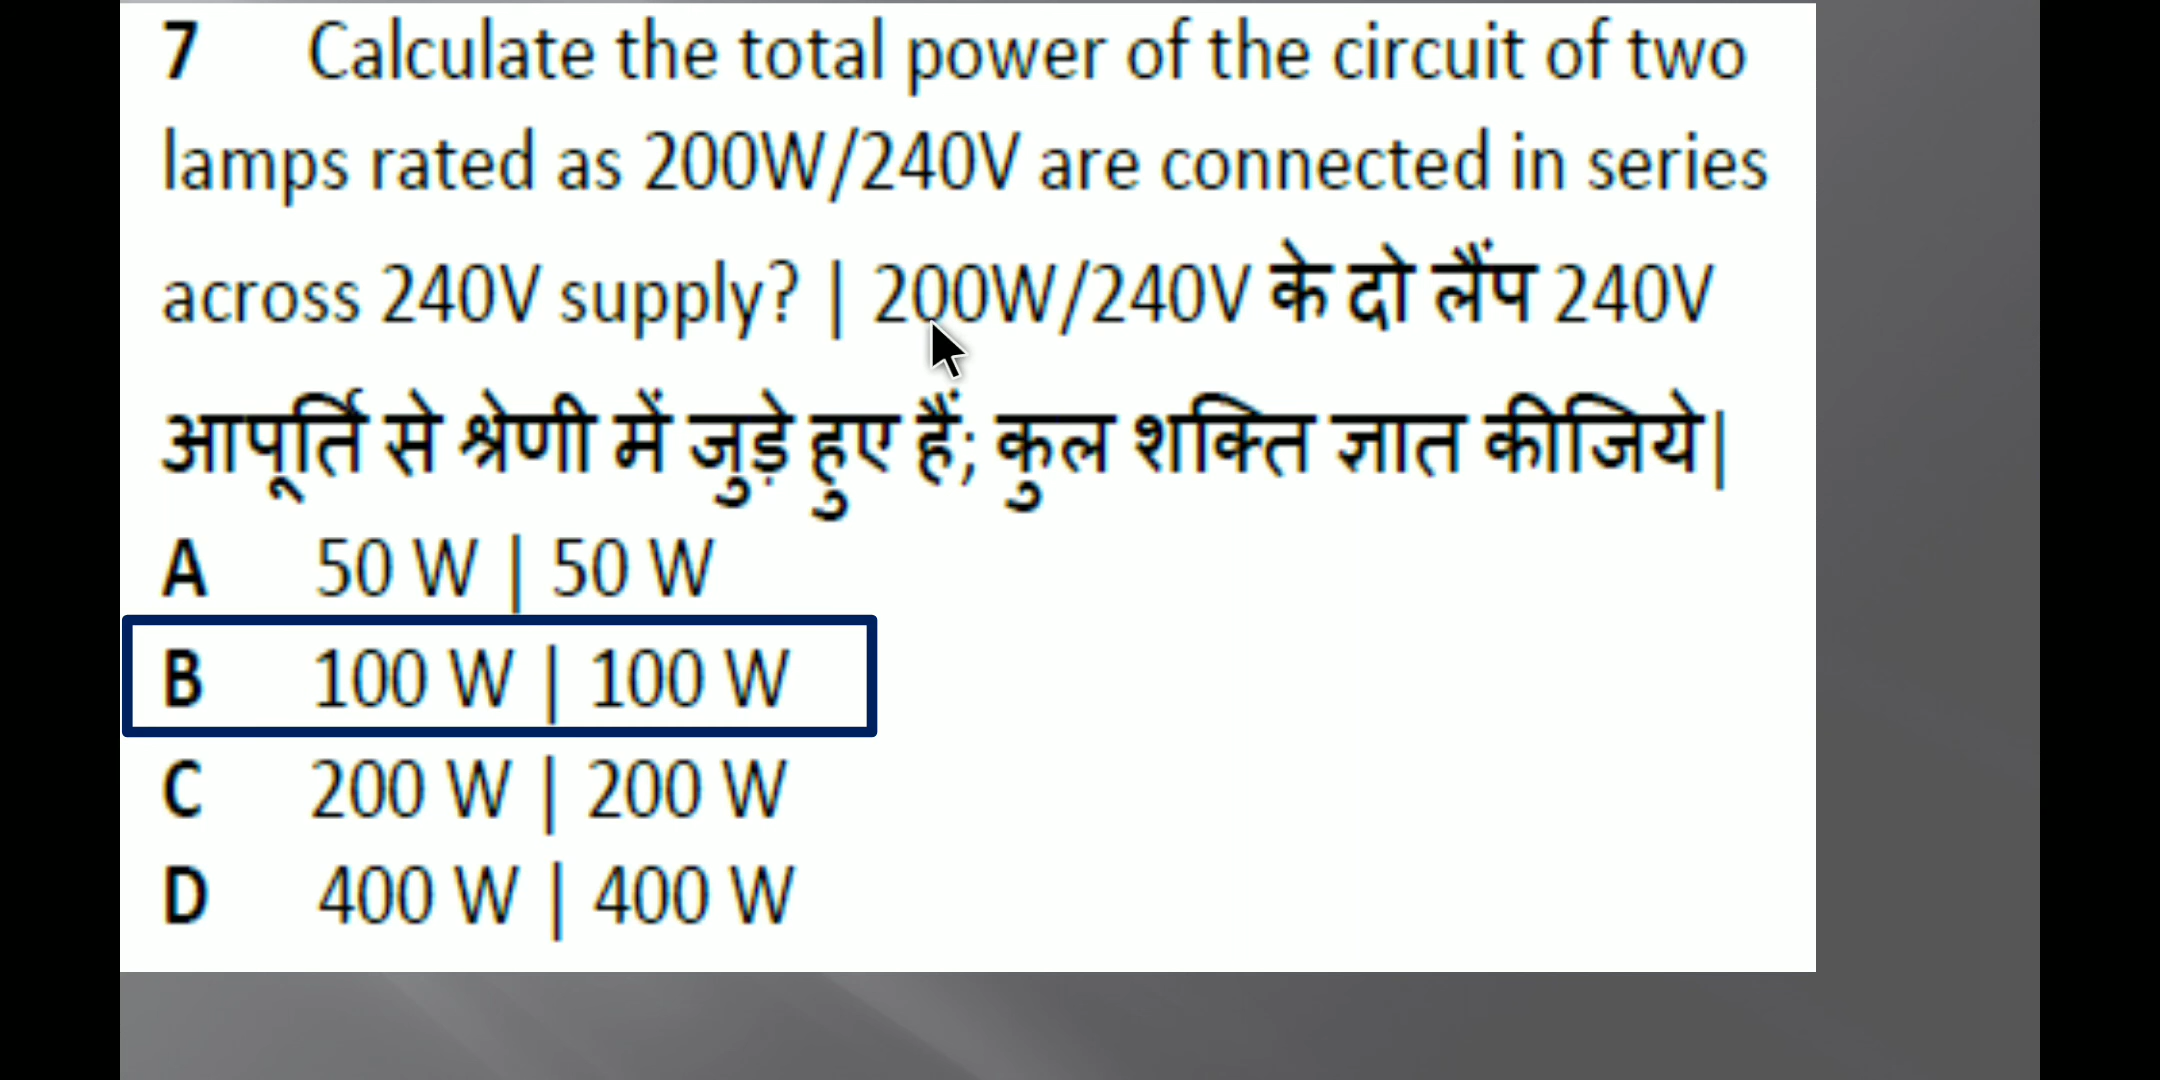 7 Calculate the total power of the circuit of two
lamps rated as 200W/240V are connected in series
across 240V supply? | 200W/240V के दो लैंप 240V
आपूर्ति से श्रेणी में जुड़े हुए हैं; कुल शक्ति ज्ञात कीजिये|
A 50 W | 50 W
B 100 W | 100 W
C 200 W | 200 W
D 400 W | 400 W